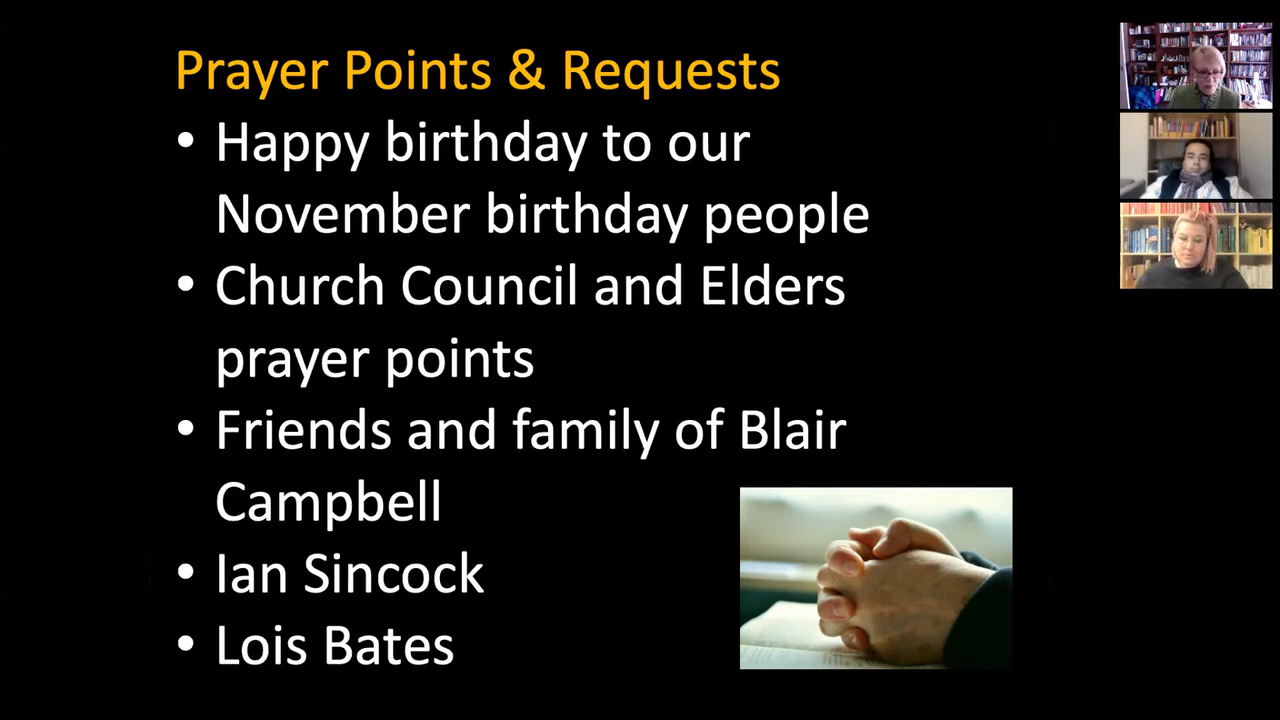 Prayer Points & Requests
• Happy birthday to our
November birthday people
• Church Council and Elders
prayer points
• Friends and family of Blair
Campbell
• Ian Sincock
• Lois Bates